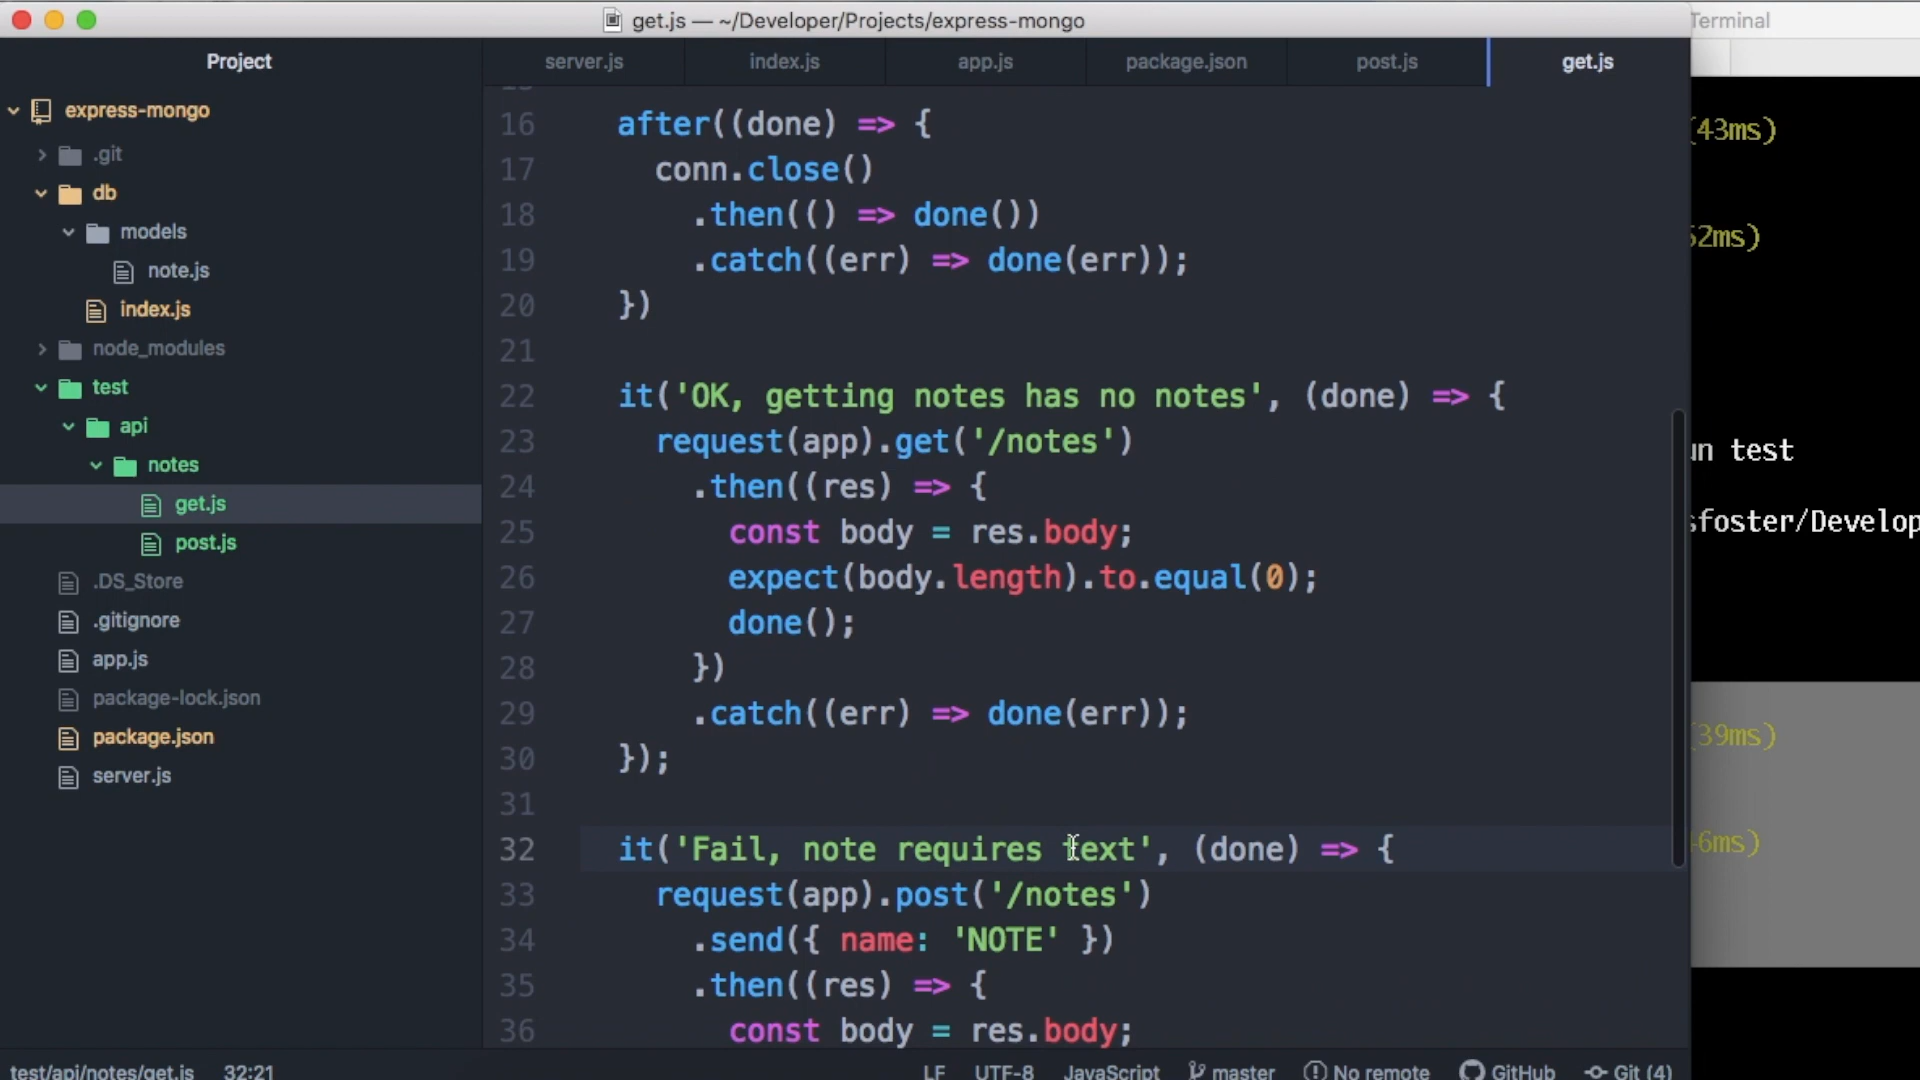 get.js — ~/Developer/Projects/express-mongo
Terminal
Project
server.js
index.js
app.js
package.json
post.js
get.js
express-mongo
.git
db
models
note.js
index.js
node_modules
test
api
notes
get.js
post.js
.DS_Store
.gitignore
app.js
package-lock.json
package.json
server.js
16 after((done) => {
17 conn.close()
18 .then(() => done())
19 .catch((err) => done(err));
20 })
21
22 it('OK, getting notes has no notes', (done) => {
23 request(app).get('/notes')
24 .then((res) => {
25 const body = res.body;
26 expect(body.length).to.equal(0);
27 done();
28 })
29 .catch((err) => done(err));
30 });
31
32 it('Fail, note requires text', (done) => {
33 request(app).post('/notes')
34 .send({ name: 'NOTE' })
35 .then((res) => {
36 const body = res.body;
(43ms)
52ms)
un test
sfoster/Develop
(39ms)
46ms)
test/api/notes/get.js 32:21
LF UTF-8 JavaScript master No remote GitHub Git (4)